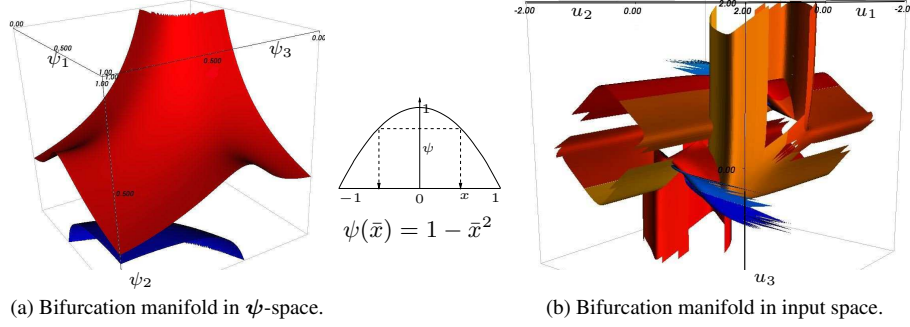 0.00
0.500
ψ1
1.00
1.00
1.00
0.500
ψ3
0.00
0.500
ψ2
1
ψ
−1 0 x 1
ψ(x̄) = 1 − x̄²
-2.00 u2 0.00 2.00 0.00 u1 -2.00
0.00
u3
(a) Bifurcation manifold in ψ-space.
(b) Bifurcation manifold in input space.